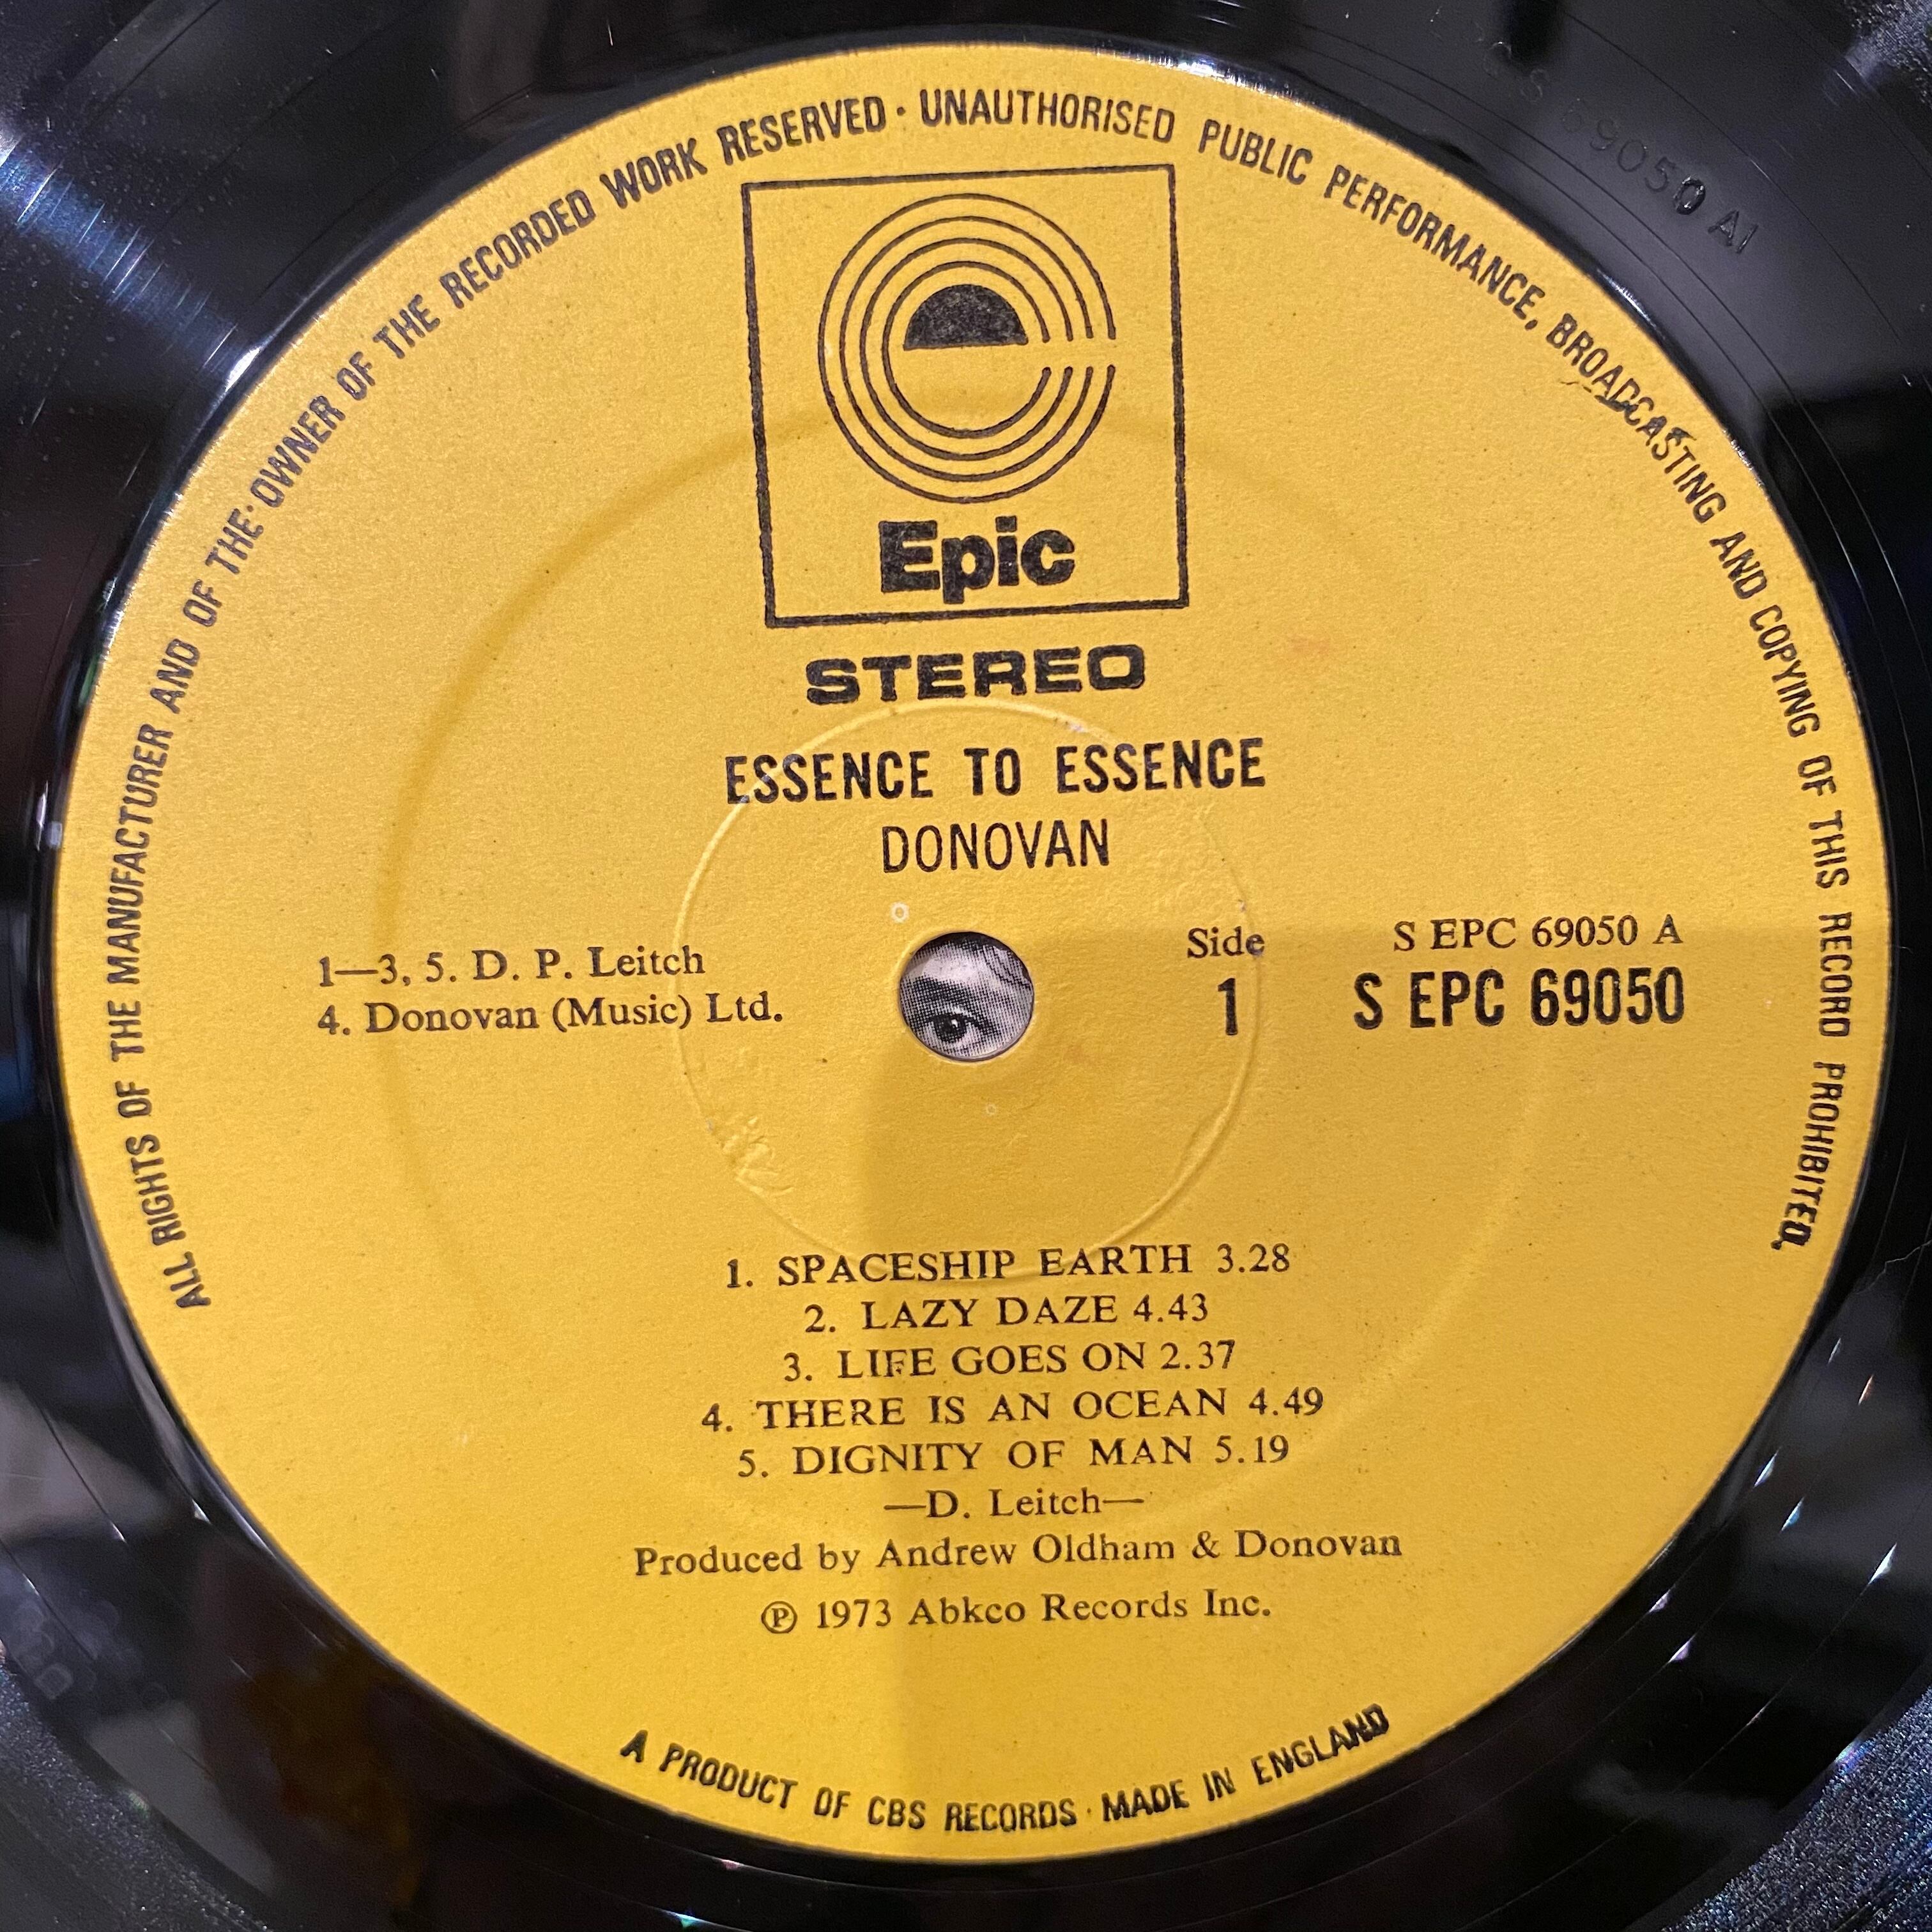 ALL RIGHTS OF THE MANUFACTURER AND OF THE OWNER OF THE RECORDED WORK RESERVED · UNAUTHORISED PUBLIC PERFORMANCE, BROADCASTING AND COPYING OF THIS RECORD PROHIBITED.
Epic
STEREO
ESSENCE TO ESSENCE
DONOVAN
1—3, 5. D. P. Leitch
4. Donovan (Music) Ltd.
Side
1
S EPC 69050 A
S EPC 69050
1. SPACESHIP EARTH 3.28
2. LAZY DAZE 4.43
3. LIFE GOES ON 2.37
4. THERE IS AN OCEAN 4.49
5. DIGNITY OF MAN 5.19
—D. Leitch—
Produced by Andrew Oldham & Donovan
Ⓟ 1973 Abkco Records Inc.
A PRODUCT OF CBS RECORDS · MADE IN ENGLAND
69050 A1